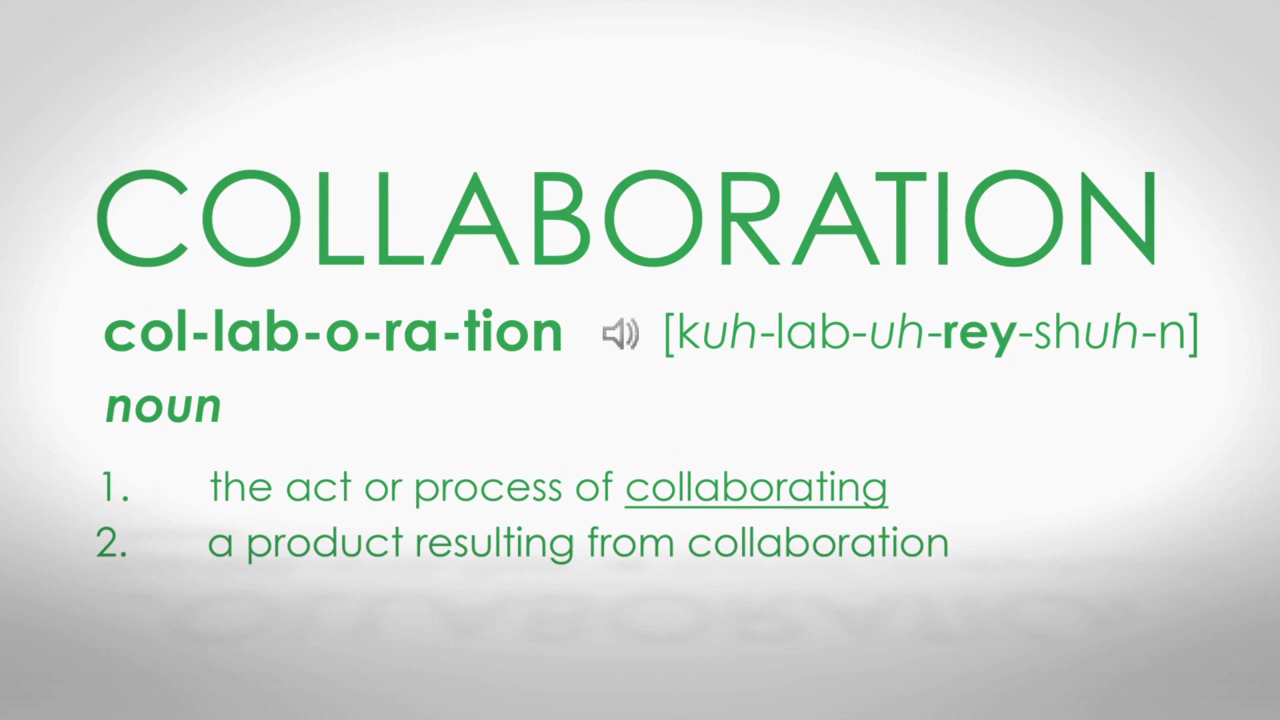 COLLABORATION
col-lab-o-ra-tion [kuh-lab-uh-rey-shuh-n]
noun
1. the act or process of collaborating
2. a product resulting from collaboration